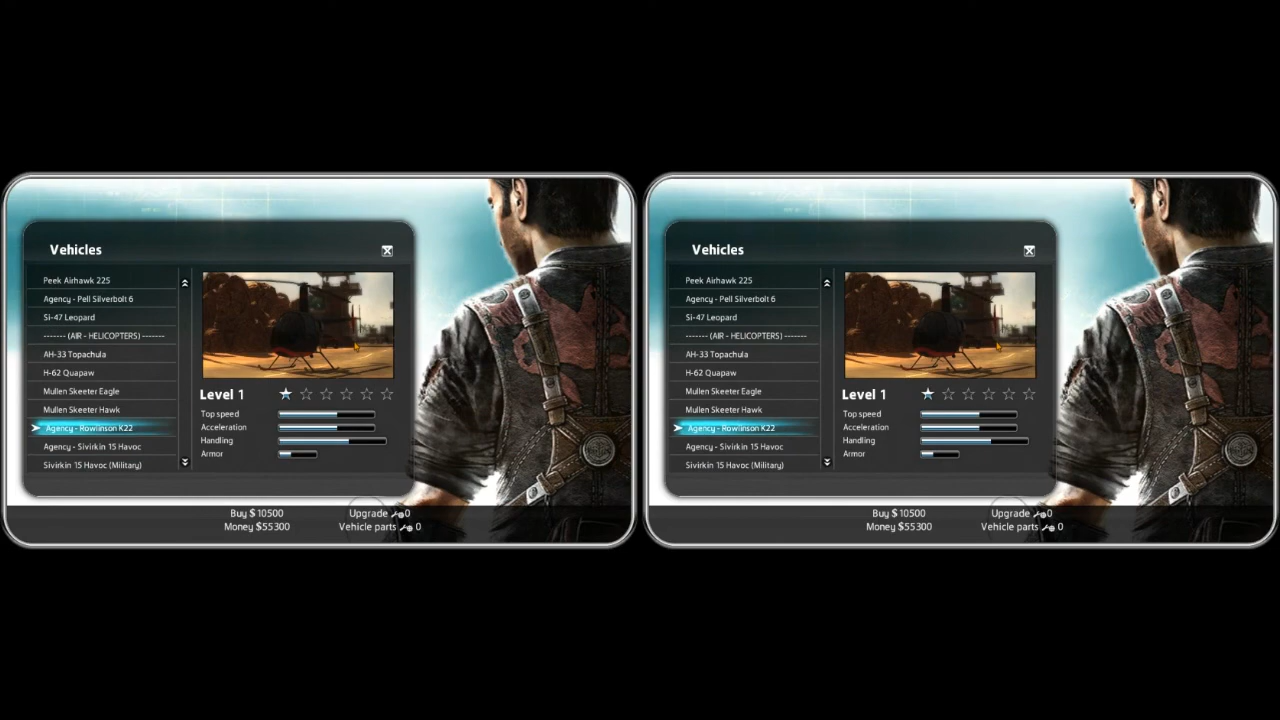 Vehicles
Peek Airhawk 225
Agency - Pell Silverbolt 6
Si-47 Leopard
------- (AIR - HELICOPTERS) -------
AH-33 Topachula
H-62 Quapaw
Mullen Skeeter Eagle
Mullen Skeeter Hawk
Agency - Rowlinson K22
Agency - Sivirkin 15 Havoc
Sivirkin 15 Havoc (Military)
Level 1
Top speed
Acceleration
Handling
Armor
Buy $ 10500
Upgrade 0
Money $55300
Vehicle parts 0
Vehicles
Peek Airhawk 225
Agency - Pell Silverbolt 6
Si-47 Leopard
------- (AIR - HELICOPTERS) -------
AH-33 Topachula
H-62 Quapaw
Mullen Skeeter Eagle
Mullen Skeeter Hawk
Agency - Rowlinson K22
Agency - Sivirkin 15 Havoc
Sivirkin 15 Havoc (Military)
Level 1
Top speed
Acceleration
Handling
Armor
Buy $ 10500
Upgrade 0
Money $55300
Vehicle parts 0